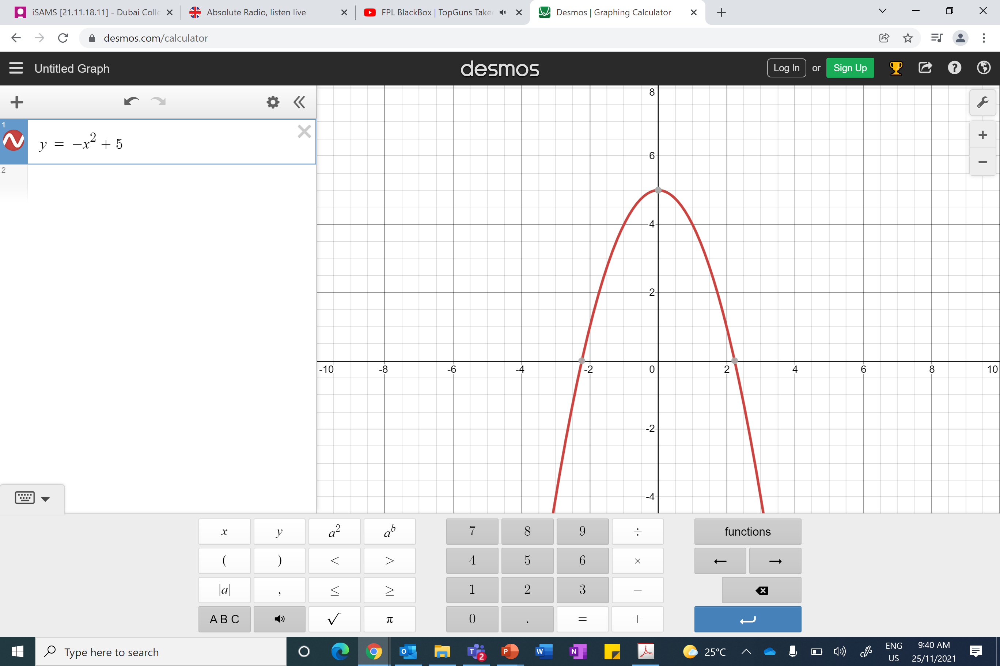 iSAMS [21.11.18.11] - Dubai Colle
Absolute Radio, listen live
FPL BlackBox | TopGuns Take
Desmos | Graphing Calculator
desmos.com/calculator
Untitled Graph
desmos
Log In or Sign Up
1
y = −x² + 5
2
8
6
4
2
-10 -8 -6 -4 -2 0 2 4 6 8 10
-2
-4
x y a² aᵇ 7 8 9 ÷ functions
( ) < > 4 5 6 × ← →
|a| , ≤ ≥ 1 2 3 −
A B C √ π 0 . = +
Type here to search
2
25°C
ENG
US
9:40 AM
25/11/2021